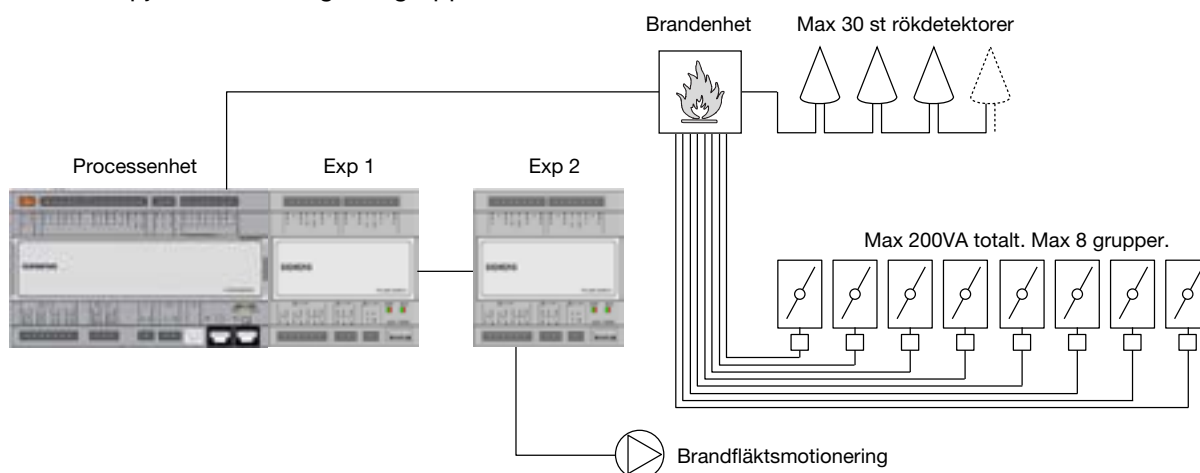 Brandenhet
Max 30 st rökdetektorer
Processenhet
Exp 1
Exp 2
SIEMENS
SIEMENS
SIEMENS
Max 200VA totalt. Max 8 grupper.
Brandfläktsmotionering